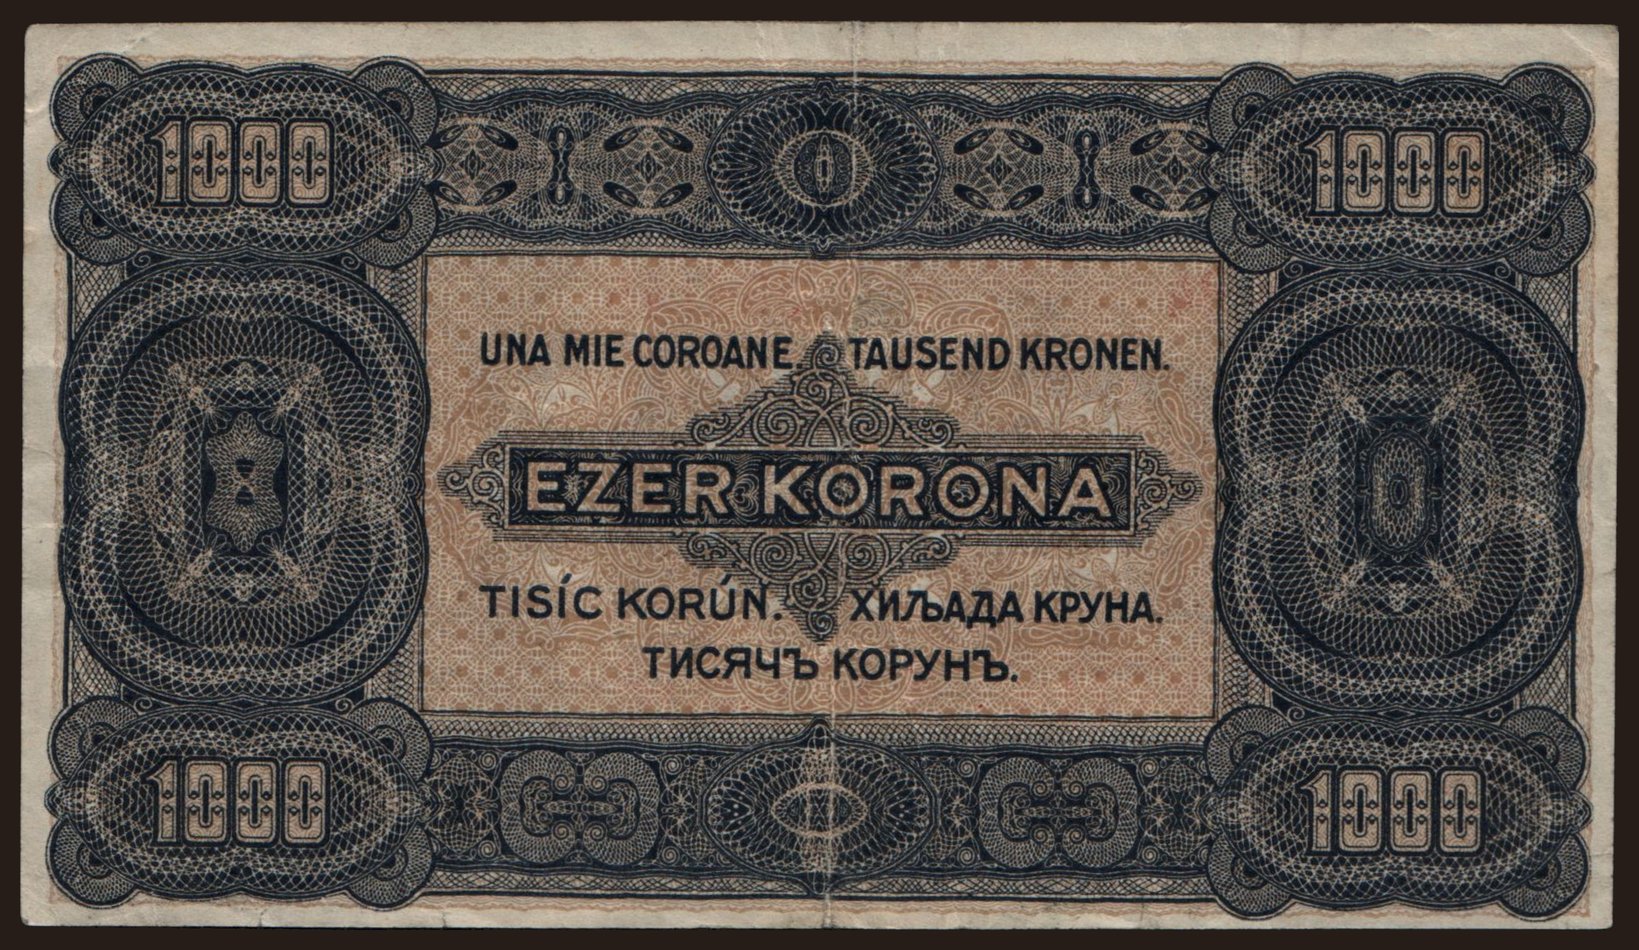 1000 1000
UNA MIE COROANE. TAUSEND KRONEN.
EZER KORONA
TISÍC KORÚN. ХИЉАДА КРУНА.
ТИСЯЧЪ КОРУНЪ.
1000 1000